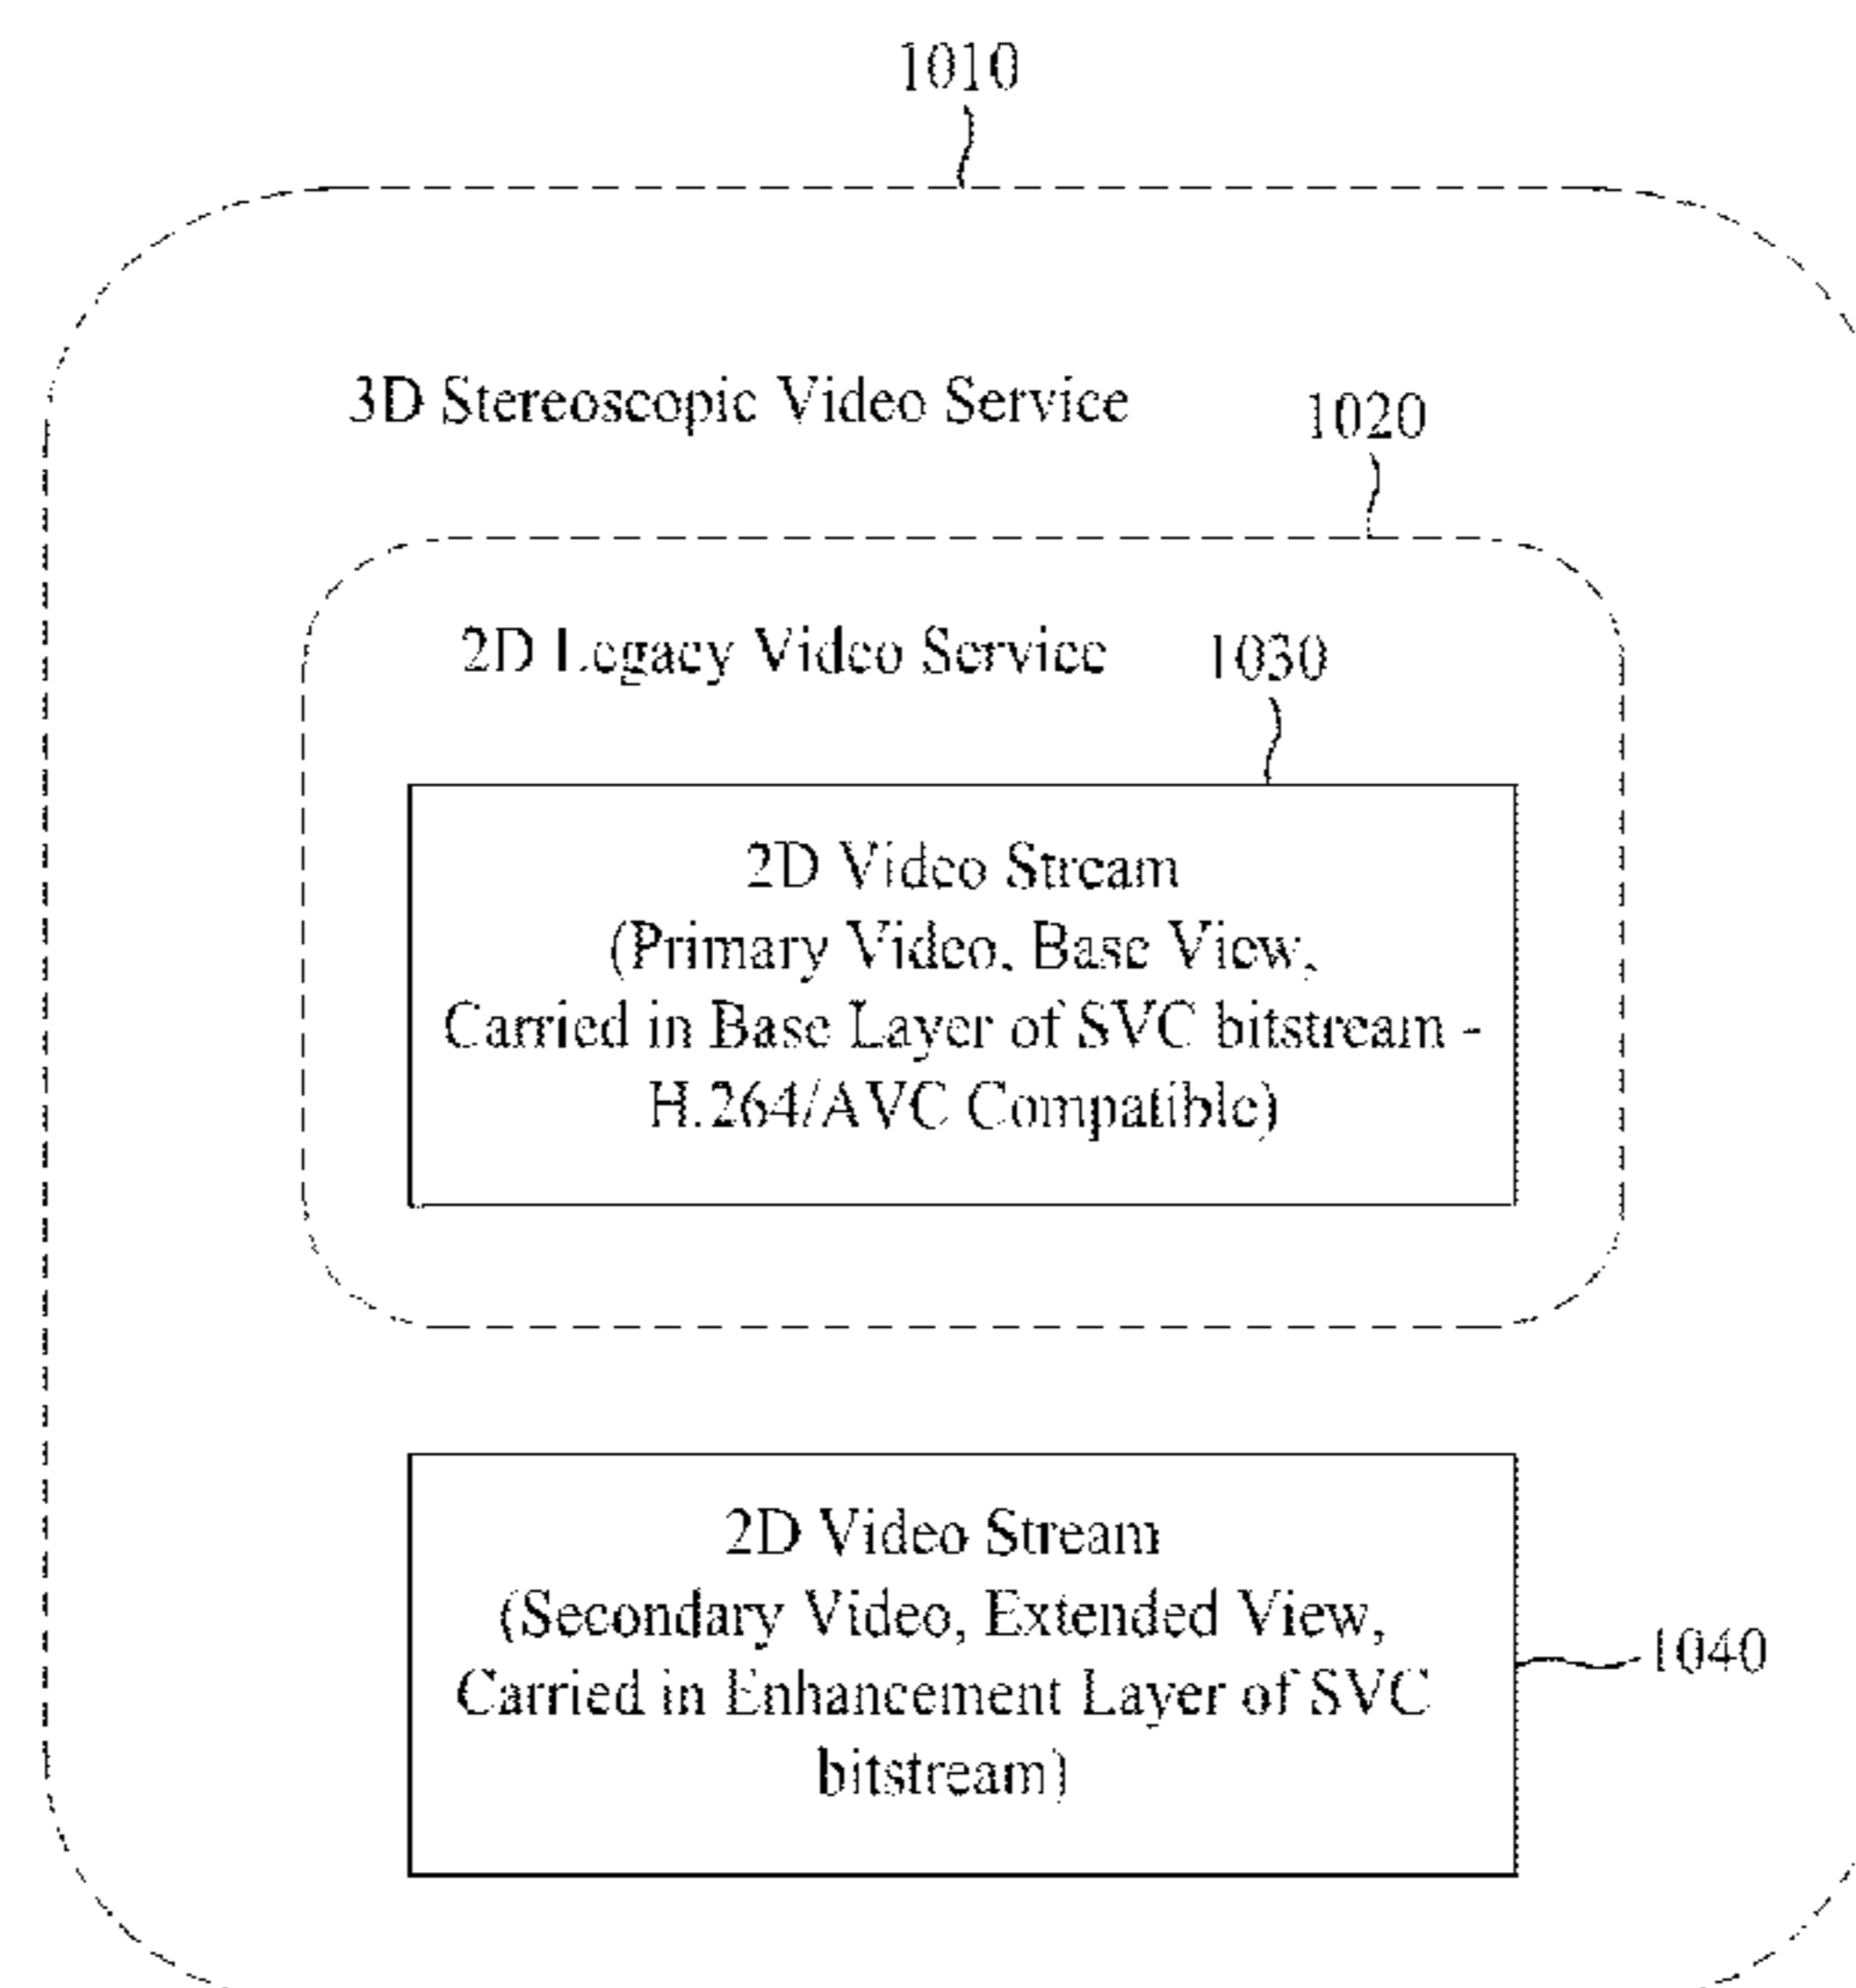 1010
3D Stereoscopic Video Service
1020
2D Legacy Video Service
1030
2D Video Stream
(Primary Video, Base View,
Carried in Base Layer of SVC bitstream -
H.264/AVC Compatible)
2D Video Stream
(Secondary Video, Extended View,
Carried in Enhancement Layer of SVC
bitstream)
1040